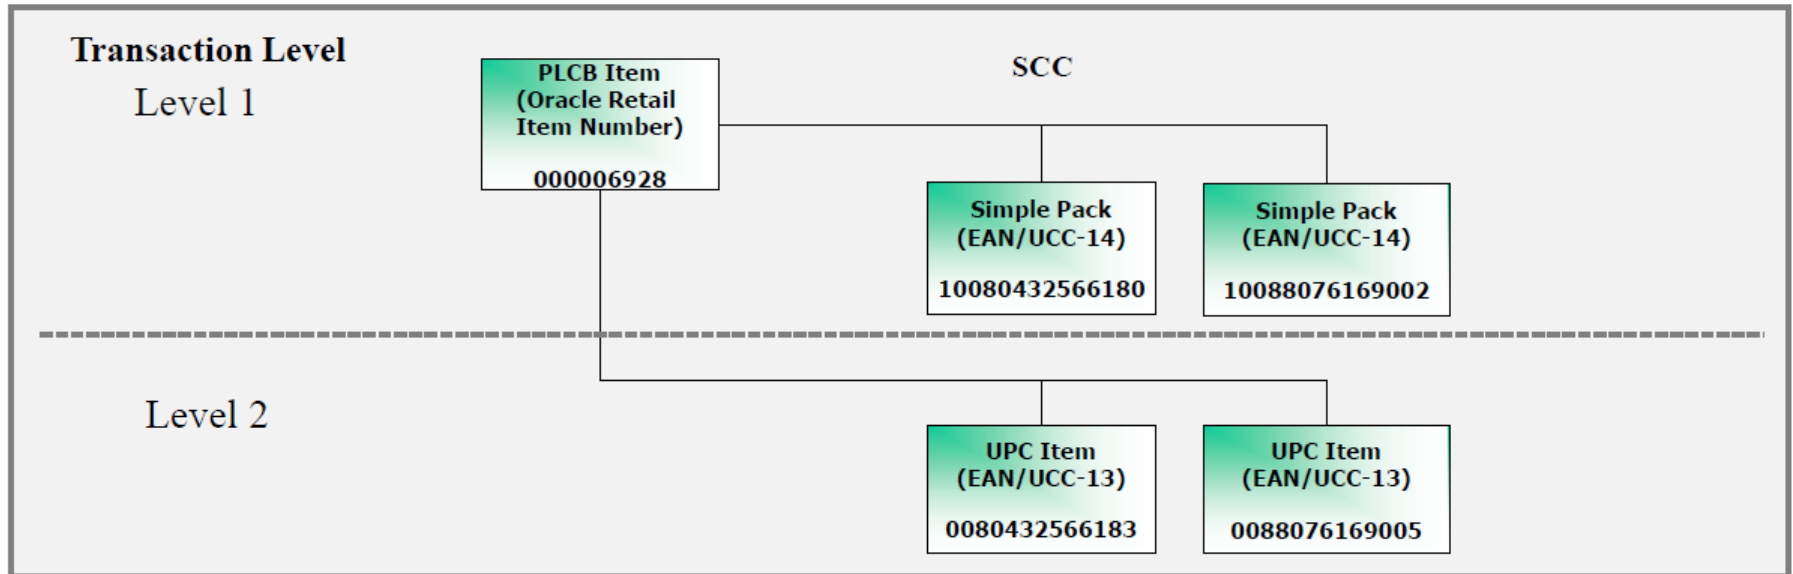 Transaction Level
Level 1
PLCB Item
(Oracle Retail
Item Number)
000006928
SCC
Simple Pack
(EAN/UCC-14)
10080432566180
Simple Pack
(EAN/UCC-14)
10088076169002
Level 2
UPC Item
(EAN/UCC-13)
0080432566183
UPC Item
(EAN/UCC-13)
0088076169005